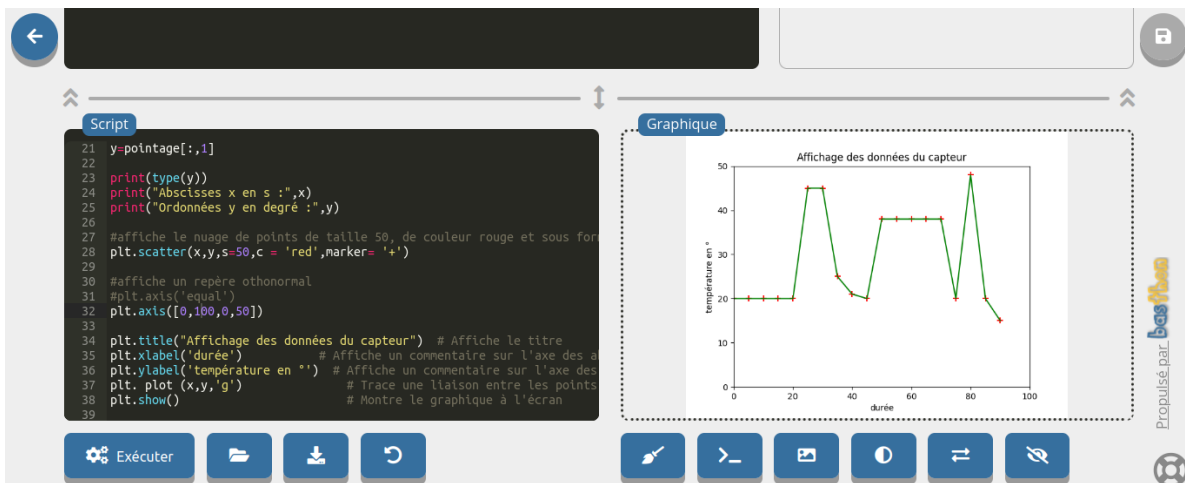 Script
21 y=pointage[:,1]
22
23 print(type(y))
24 print("Abscisses x en s :",x)
25 print("Ordonnées y en degré :",y)
26
27 #affiche le nuage de points de taille 50, de couleur rouge et sous for
28 plt.scatter(x,y,s=50,c = 'red',marker= '+')
29
30 #affiche un repère othonormal
31 #plt.axis('equal')
32 plt.axis([0,100,0,50])
33
34 plt.title("Affichage des données du capteur") # Affiche le titre
35 plt.xlabel('durée') # Affiche un commentaire sur l'axe des a
36 plt.ylabel('température en °') # Affiche un commentaire sur l'axe des
37 plt. plot (x,y,'g') # Trace une liaison entre les points
38 plt.show() # Montre le graphique à l'écran
39
Exécuter
Graphique
Affichage des données du capteur
température en °
50
40
30
20
10
0
0 20 40 60 80 100
durée
Propulsé par basthon